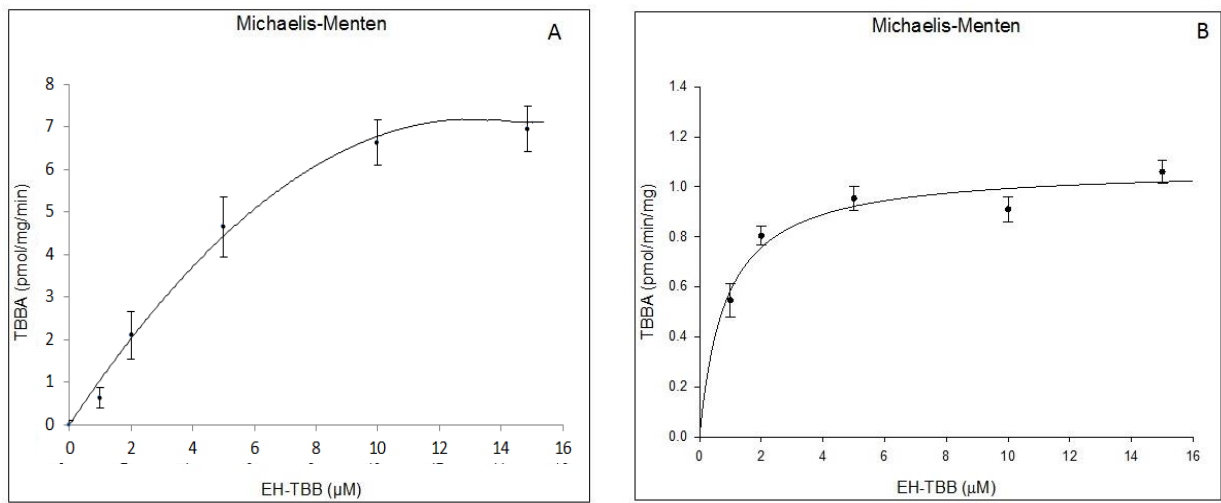 Michaelis-Menten
A
TBBA (pmol/mg/min)
8
7
6
5
4
3
2
1
0
0 2 4 6 8 10 12 14 16
EH-TBB (µM)
Michaelis-Menten
B
TBBA (pmol/min/mg)
1.4
1.2
1.0
0.8
0.6
0.4
0.2
0.0
0 2 4 6 8 10 12 14 16
EH-TBB (µM)